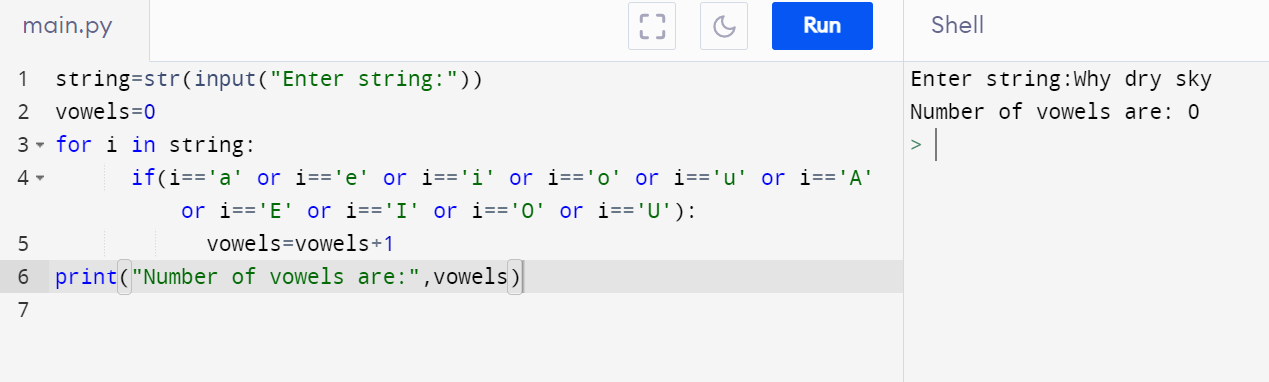 main.py
Run
Shell
1 string=str(input("Enter string:"))
2 vowels=0
3 for i in string:
4 if(i=='a' or i=='e' or i=='i' or i=='o' or i=='u' or i=='A'
or i=='E' or i=='I' or i=='O' or i=='U'):
5 vowels=vowels+1
6 print("Number of vowels are:",vowels)
7
Enter string:Why dry sky
Number of vowels are: 0
>